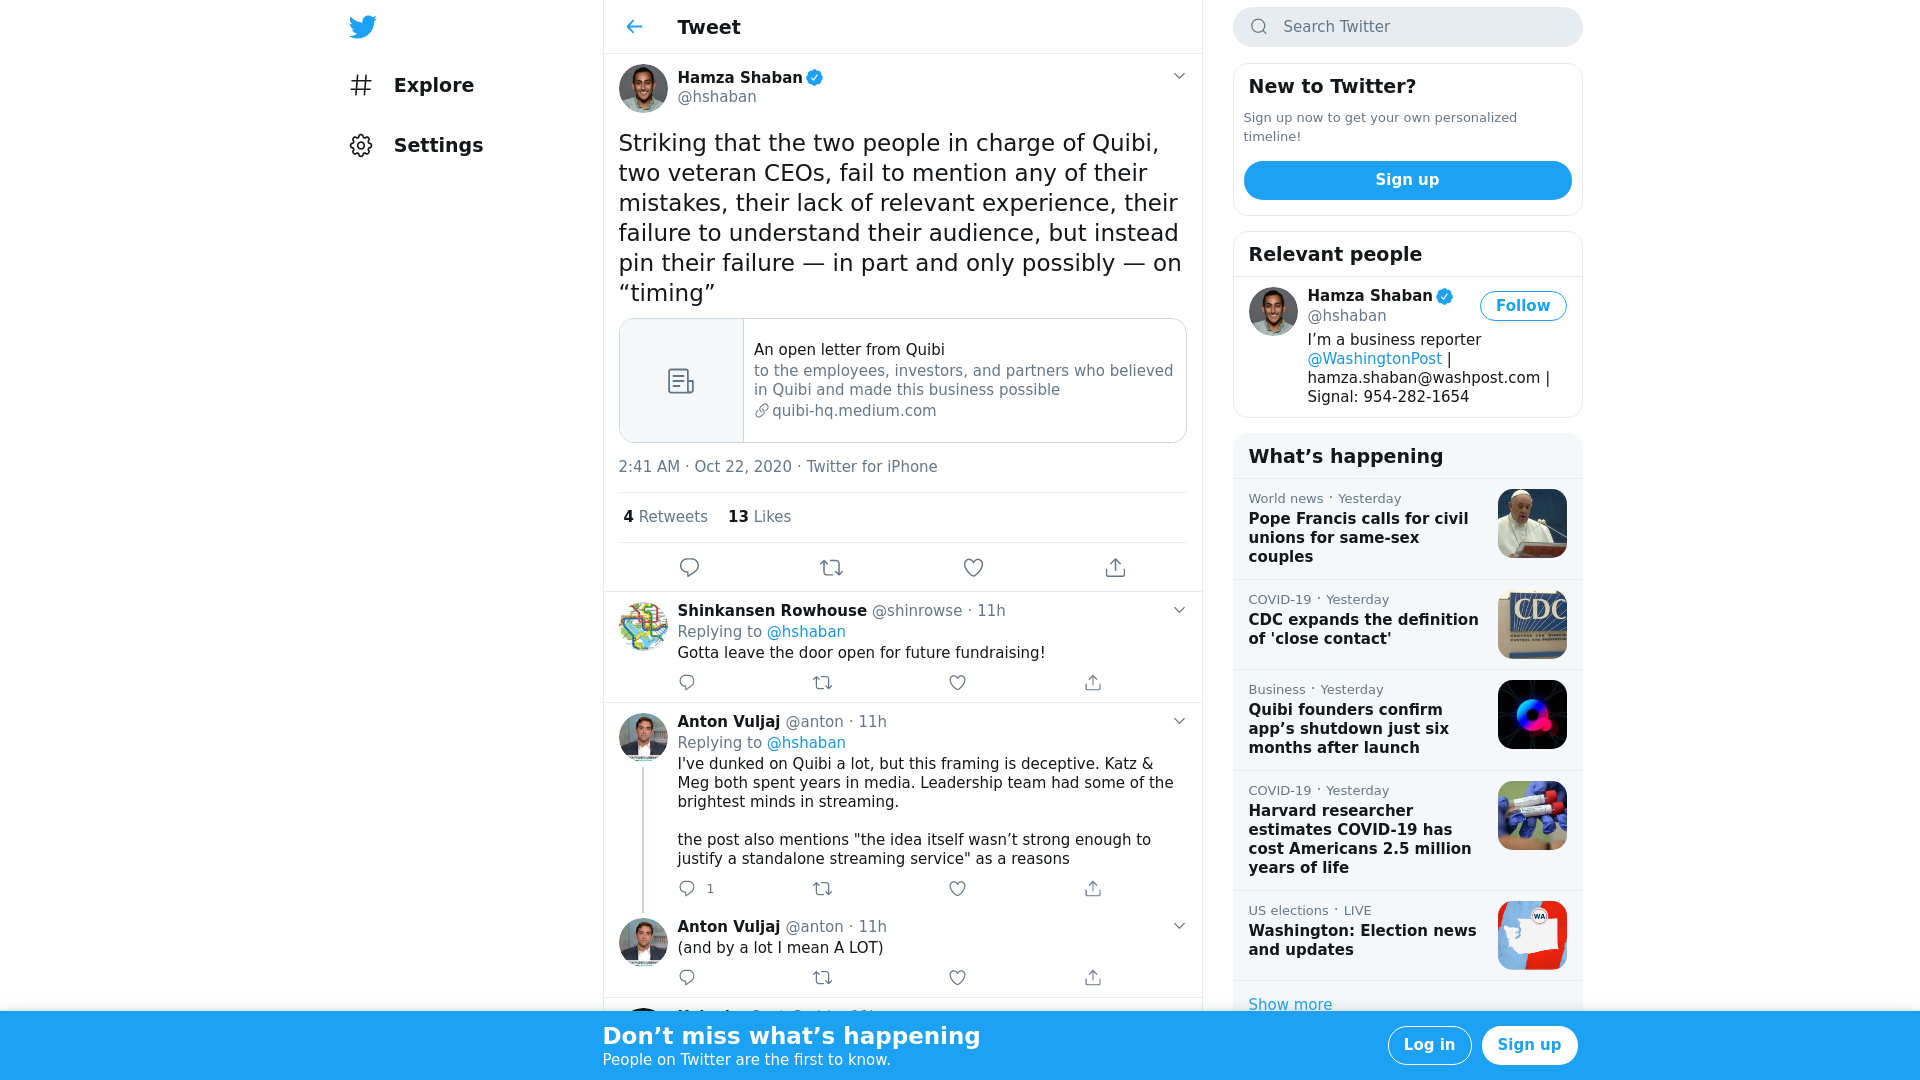 Explore
Settings
Tweet
Hamza Shaban
@hshaban
Striking that the two people in charge of Quibi,
two veteran CEOs, fail to mention any of their
mistakes, their lack of relevant experience, their
failure to understand their audience, but instead
pin their failure — in part and only possibly — on
“timing”
An open letter from Quibi
to the employees, investors, and partners who believed
in Quibi and made this business possible
quibi-hq.medium.com
2:41 AM · Oct 22, 2020 · Twitter for iPhone
4 Retweets 13 Likes
Shinkansen Rowhouse @shinrowse · 11h
Replying to @hshaban
Gotta leave the door open for future fundraising!
Anton Vuljaj @anton · 11h
Replying to @hshaban
I've dunked on Quibi a lot, but this framing is deceptive. Katz &
Meg both spent years in media. Leadership team had some of the
brightest minds in streaming.
the post also mentions "the idea itself wasn’t strong enough to
justify a standalone streaming service" as a reasons
1
Anton Vuljaj @anton · 11h
(and by a lot I mean A LOT)
Search Twitter
New to Twitter?
Sign up now to get your own personalized
timeline!
Sign up
Relevant people
Hamza Shaban
@hshaban
Follow
I’m a business reporter
@WashingtonPost |
hamza.shaban@washpost.com |
Signal: 954-282-1654
What’s happening
World news · Yesterday
Pope Francis calls for civil
unions for same-sex
couples
COVID-19 · Yesterday
CDC expands the definition
of 'close contact'
CDC
Business · Yesterday
Quibi founders confirm
app’s shutdown just six
months after launch
COVID-19 · Yesterday
Harvard researcher
estimates COVID-19 has
cost Americans 2.5 million
years of life
US elections · LIVE
Washington: Election news
and updates
WA
Show more
Don’t miss what’s happening
People on Twitter are the first to know.
Log in
Sign up